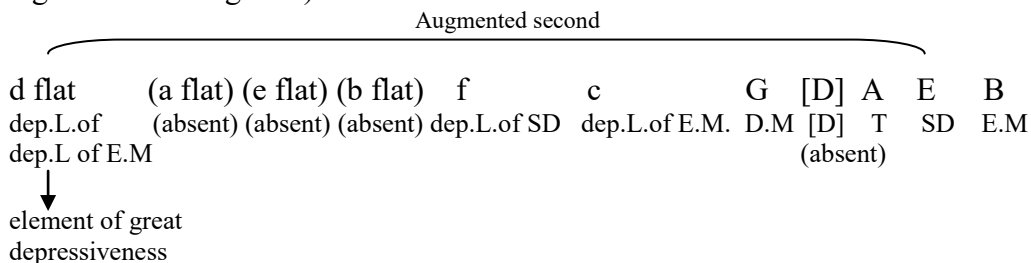 Augmented second
d flat (a flat) (e flat) (b flat) f c G [D] A E B
dep.L.of (absent) (absent) (absent) dep.L.of SD dep.L.of E.M. D.M [D] T SD E.M
dep.L of E.M (absent)
element of great
depressiveness